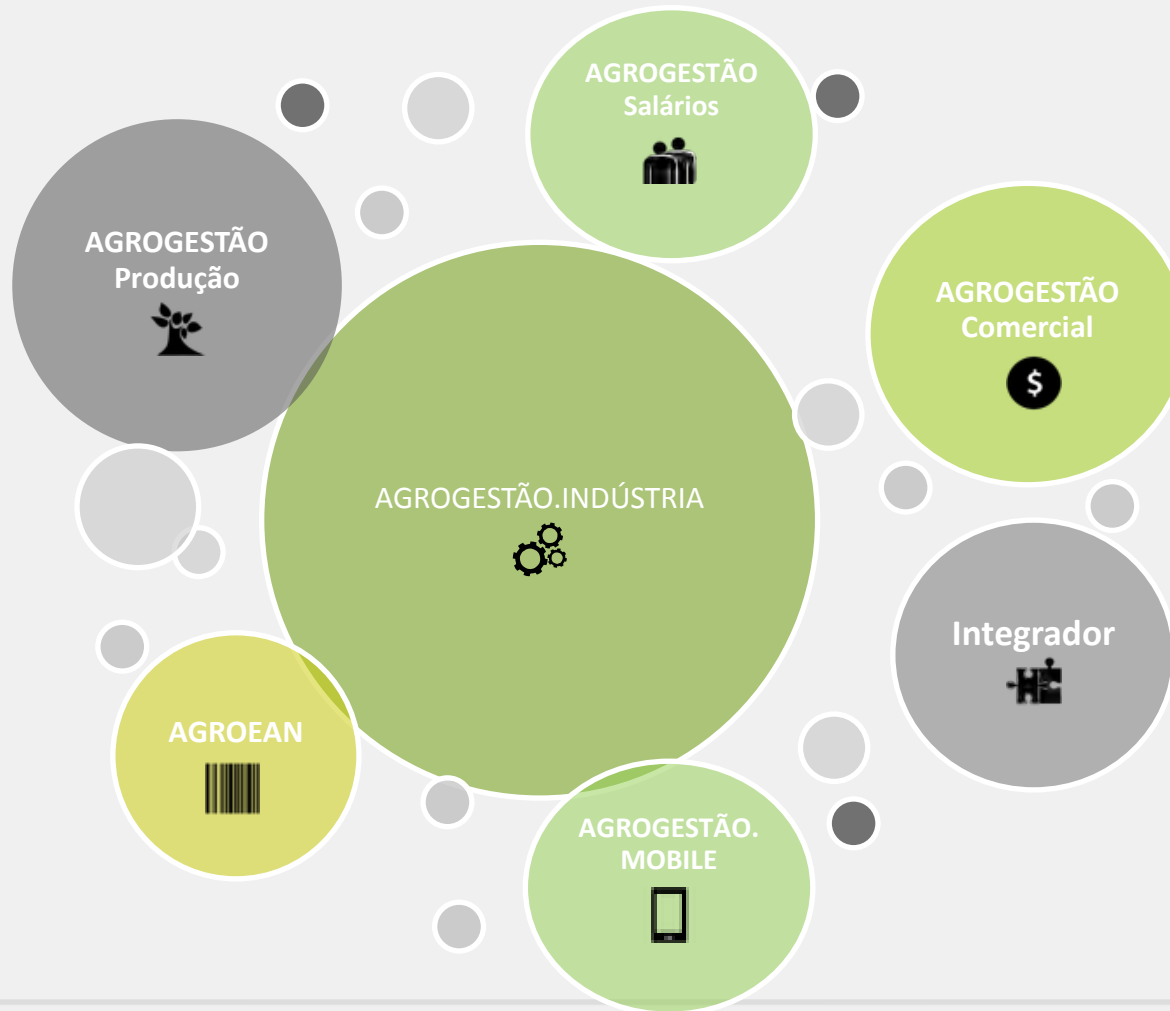 AGROGESTÃO
Salários
AGROGESTÃO
Produção
AGROGESTÃO
Comercial
$
AGROGESTÃO.INDÚSTRIA
Integrador
AGROEAN
AGROGESTÃO.
MOBILE